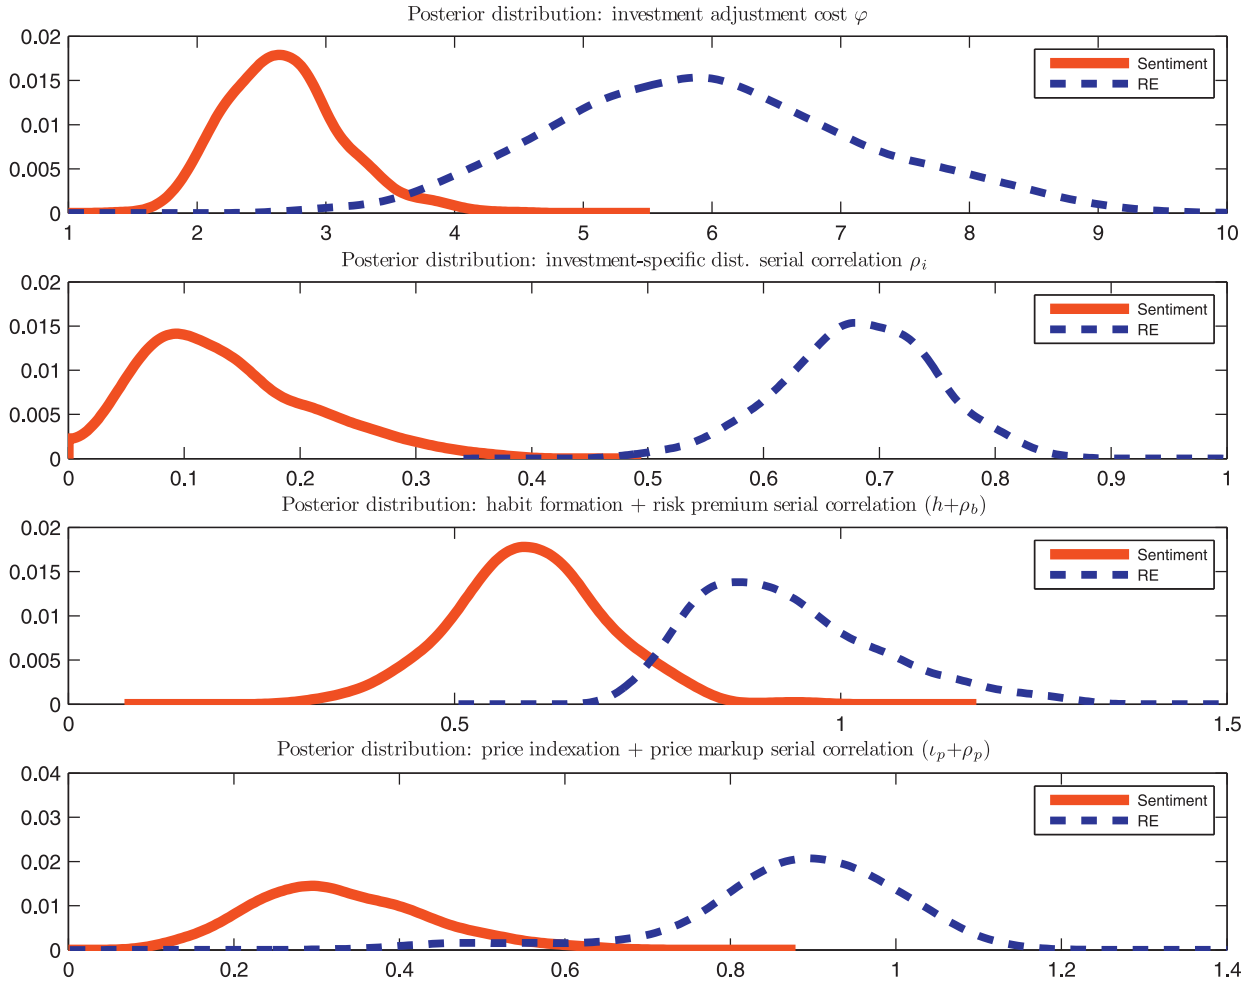 Posterior distribution: investment adjustment cost φ
0.02
0.015
0.01
0.005
0
Sentiment
RE
1 2 3 4 5 6 7 8 9 10
Posterior distribution: investment-specific dist. serial correlation ρi
0.02
0.015
0.01
0.005
0
Sentiment
RE
0 0.1 0.2 0.3 0.4 0.5 0.6 0.7 0.8 0.9 1
Posterior distribution: habit formation + risk premium serial correlation (h+ρb)
0.02
0.015
0.01
0.005
0
Sentiment
RE
0 0.5 1 1.5
Posterior distribution: price indexation + price markup serial correlation (ιp+ρp)
0.04
0.03
0.02
0.01
0
Sentiment
RE
0 0.2 0.4 0.6 0.8 1 1.2 1.4